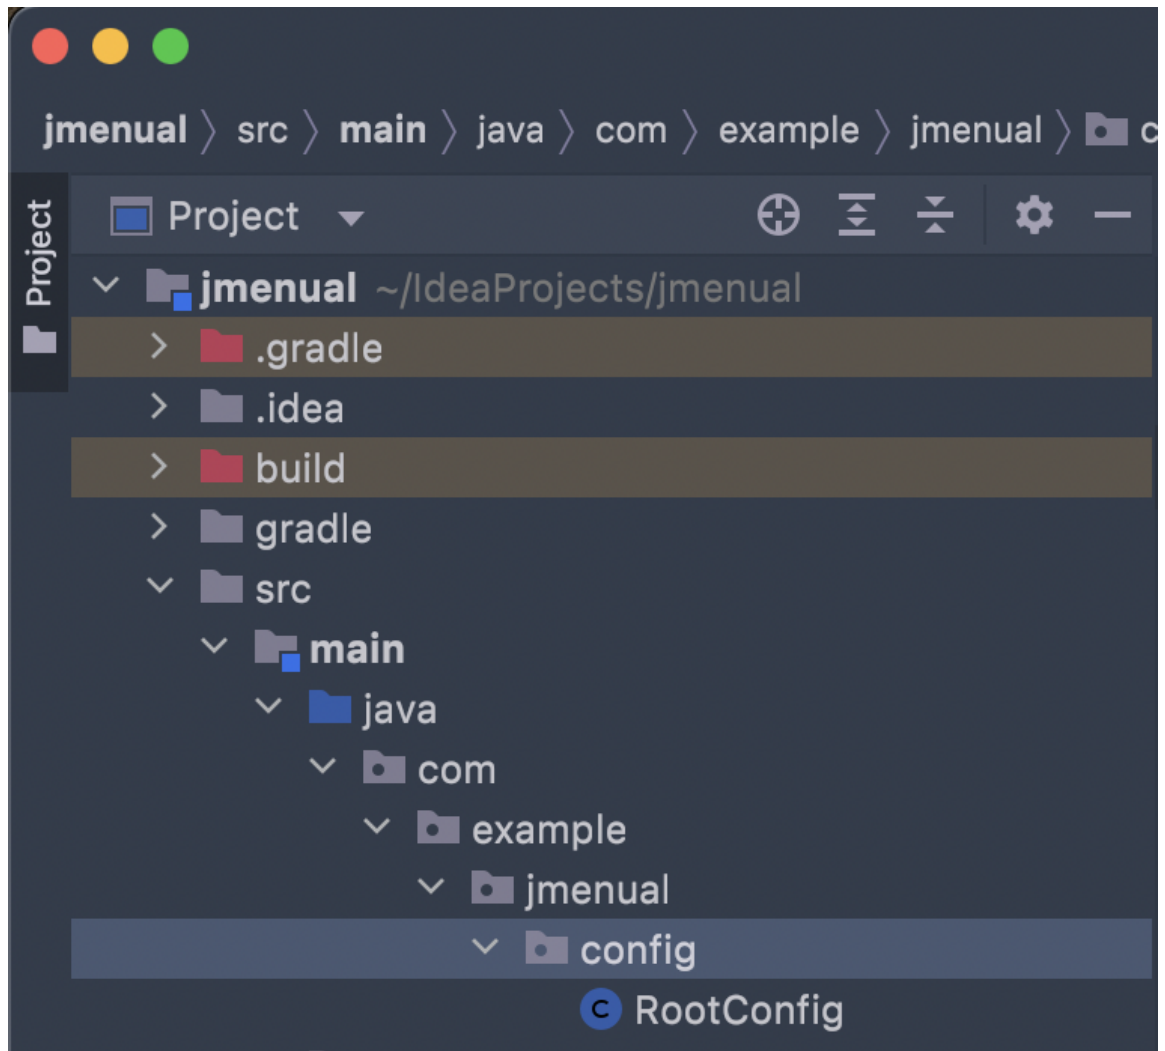 jmenual 〉 src 〉 main 〉 java 〉 com 〉 example 〉 jmenual 〉 c
Project
Project
jmenual ~/IdeaProjects/jmenual
.gradle
.idea
build
gradle
src
main
java
com
example
jmenual
config
C RootConfig